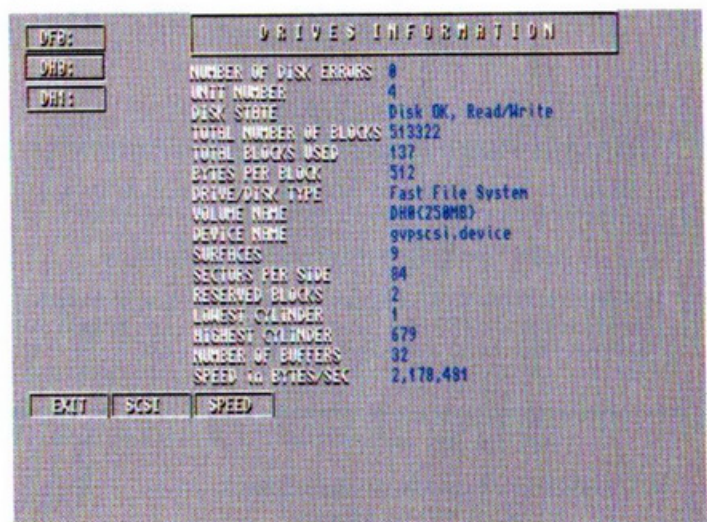 DRIVES INFORMATION
DF0:
DH0:
DH1:
NUMBER OF DISK ERRORS 0
UNIT NUMBER 4
DISK STATE Disk OK, Read/Write
TOTAL NUMBER OF BLOCKS 513322
TOTAL BLOCKS USED 137
BYTES PER BLOCK 512
DRIVE/DISK TYPE Fast File System
VOLUME NAME DH0(250MB)
DEVICE NAME gvpscsi.device
SURFACES 9
SECTORS PER SIDE 84
RESERVED BLOCKS 2
LOWEST CYLINDER 1
HIGHEST CYLINDER 679
NUMBER OF BUFFERS 32
SPEED in BYTES/SEC 2,178,481
EXIT SCSI SPEED